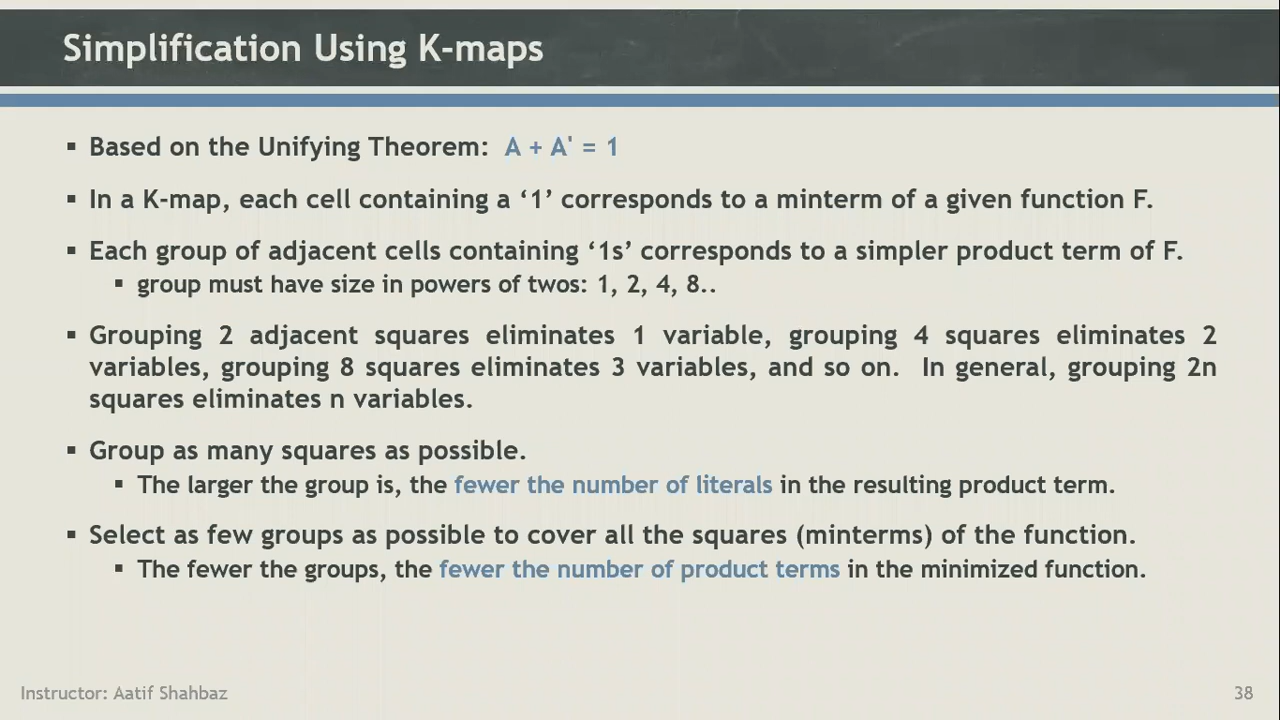 Simplification Using K-maps
▪ Based on the Unifying Theorem: A + A' = 1
▪ In a K-map, each cell containing a ‘1’ corresponds to a minterm of a given function F.
▪ Each group of adjacent cells containing ‘1s’ corresponds to a simpler product term of F.
▪ group must have size in powers of twos: 1, 2, 4, 8..
▪ Grouping 2 adjacent squares eliminates 1 variable, grouping 4 squares eliminates 2
variables, grouping 8 squares eliminates 3 variables, and so on. In general, grouping 2n
squares eliminates n variables.
▪ Group as many squares as possible.
▪ The larger the group is, the fewer the number of literals in the resulting product term.
▪ Select as few groups as possible to cover all the squares (minterms) of the function.
▪ The fewer the groups, the fewer the number of product terms in the minimized function.
Instructor: Aatif Shahbaz
38